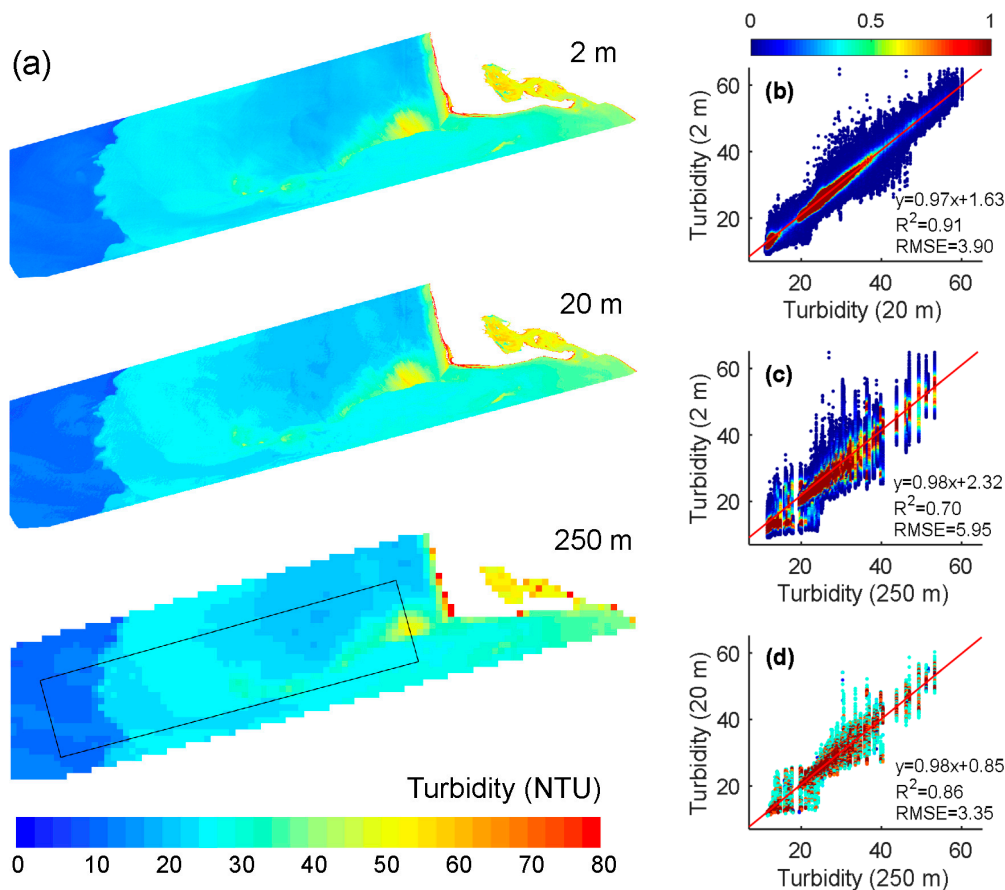 (a)
2 m
20 m
250 m
Turbidity (NTU)
0 10 20 30 40 50 60 70 80
0 0.5 1
(b)
60
40
20
Turbidity (2 m)
y=0.97x+1.63
R²=0.91
RMSE=3.90
20 40 60
Turbidity (20 m)
(c)
60
40
20
Turbidity (2 m)
y=0.98x+2.32
R²=0.70
RMSE=5.95
20 40 60
Turbidity (250 m)
(d)
60
40
20
Turbidity (20 m)
y=0.98x+0.85
R²=0.86
RMSE=3.35
20 40 60
Turbidity (250 m)